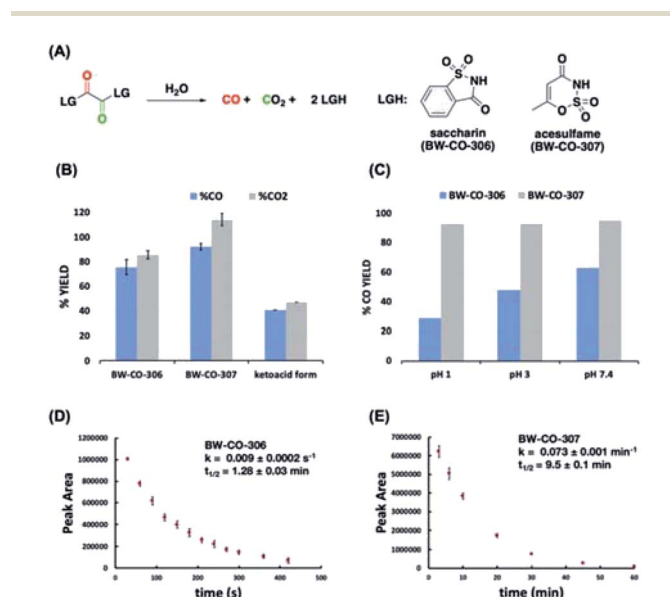 (A)
LG
O
O
LG
H₂O
CO + CO₂ + 2 LGH
LGH:
O O
S
NH
O
saccharin
(BW-CO-306)
O
NH
S O
O O
acesulfame
(BW-CO-307)
(B)
%CO %CO2
% YIELD
120
100
80
60
40
20
0
BW-CO-306 BW-CO-307 ketoacid form
(C)
BW-CO-306 BW-CO-307
% CO YIELD
100
80
60
40
20
0
pH 1 pH 3 pH 7.4
(D)
BW-CO-306
k = 0.009 ± 0.0002 s⁻¹
t₁/₂ = 1.28 ± 0.03 min
Peak Area
1200000
1000000
800000
600000
400000
200000
0
0 100 200 300 400 500
time (s)
(E)
BW-CO-307
k = 0.073 ± 0.001 min⁻¹
t₁/₂ = 9.5 ± 0.1 min
Peak Area
7000000
6000000
5000000
4000000
3000000
2000000
1000000
0
0 10 20 30 40 50 60
time (min)